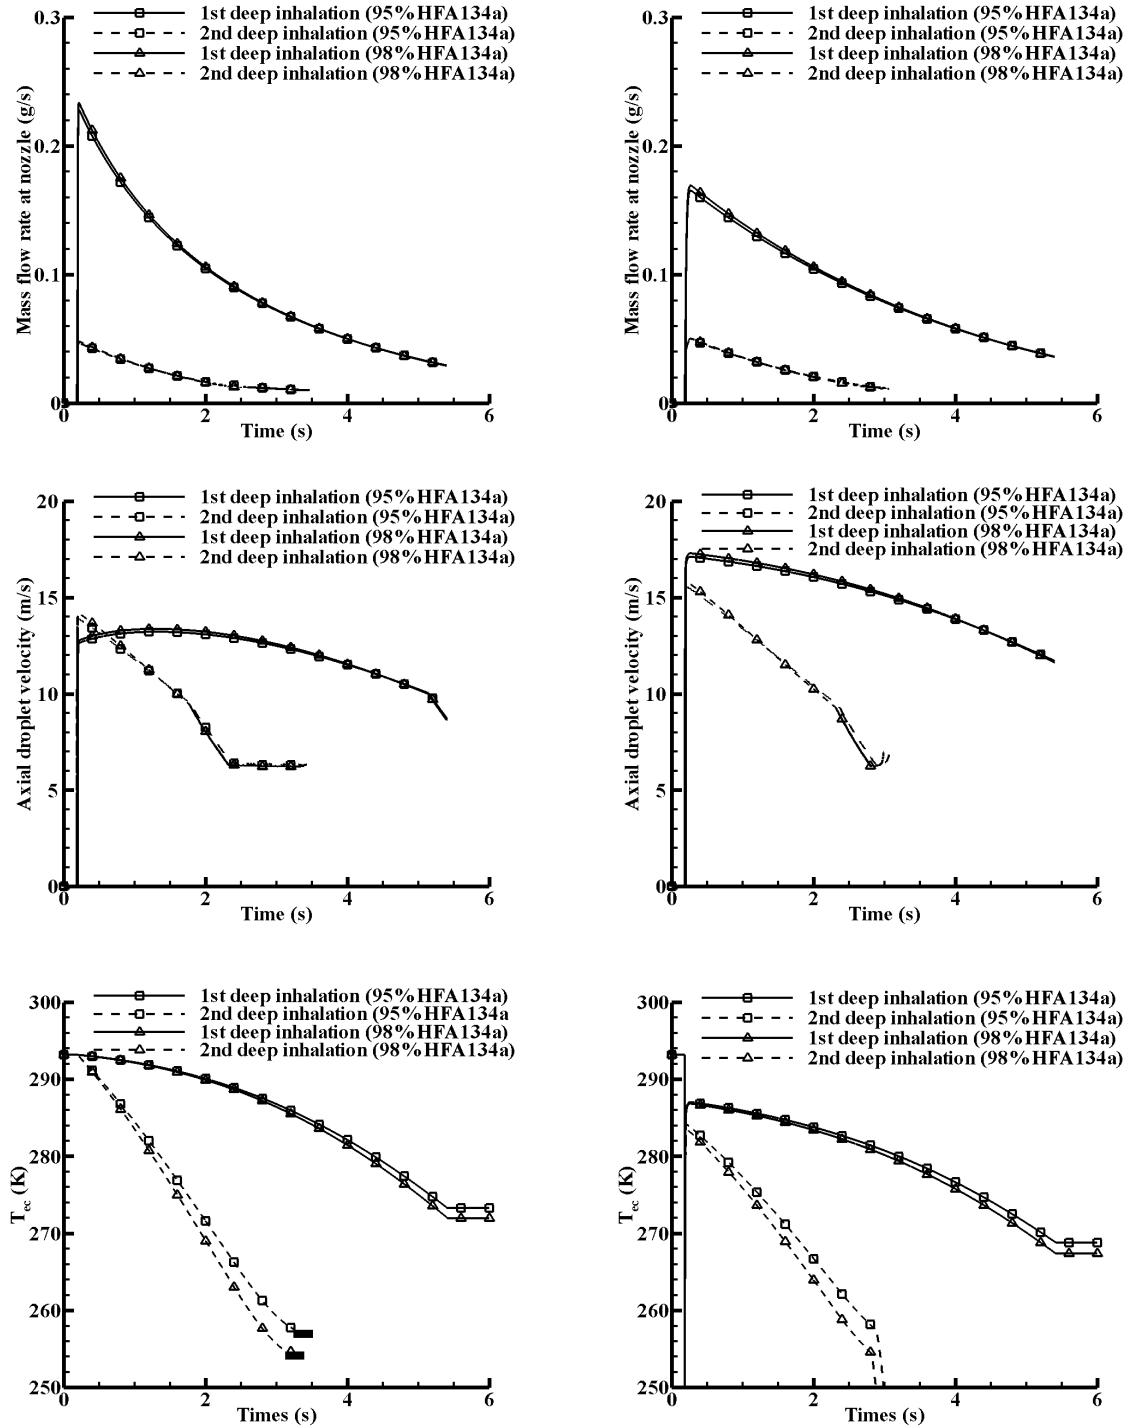 1st deep inhalation (95%HFA134a)
2nd deep inhalation (95%HFA134a)
1st deep inhalation (98%HFA134a)
2nd deep inhalation (98%HFA134a)
Mass flow rate at nozzle (g/s)
0.3
0.2
0.1
0
0 2 4 6
Time (s)
1st deep inhalation (95%HFA134a)
2nd deep inhalation (95%HFA134a)
1st deep inhalation (98%HFA134a)
2nd deep inhalation (98%HFA134a)
Mass flow rate at nozzle (g/s)
0.3
0.2
0.1
0
0 2 4 6
Time (s)
1st deep inhalation (95%HFA134a)
2nd deep inhalation (95%HFA134a)
1st deep inhalation (98%HFA134a)
2nd deep inhalation (98%HFA134a)
Axial droplet velocity (m/s)
20
15
10
5
0
0 2 4 6
Time (s)
1st deep inhalation (95%HFA134a)
2nd deep inhalation (95%HFA134a)
1st deep inhalation (98%HFA134a)
2nd deep inhalation (98%HFA134a)
Axial droplet velocity (m/s)
20
15
10
5
0
0 2 4 6
Time (s)
1st deep inhalation (95%HFA134a)
2nd deep inhalation (95%HFA134a
1st deep inhalation (98%HFA134a)
2nd deep inhalation (98%HFA134a)
Tec (K)
300
290
280
270
260
250
0 2 4 6
Times (s)
1st deep inhalation (95%HFA134a)
2nd deep inhalation (95%HFA134a)
1st deep inhalation (98%HFA134a)
2nd deep inhalation (98%HFA134a)
Tec (K)
300
290
280
270
260
250
0 2 4 6
Times (s)